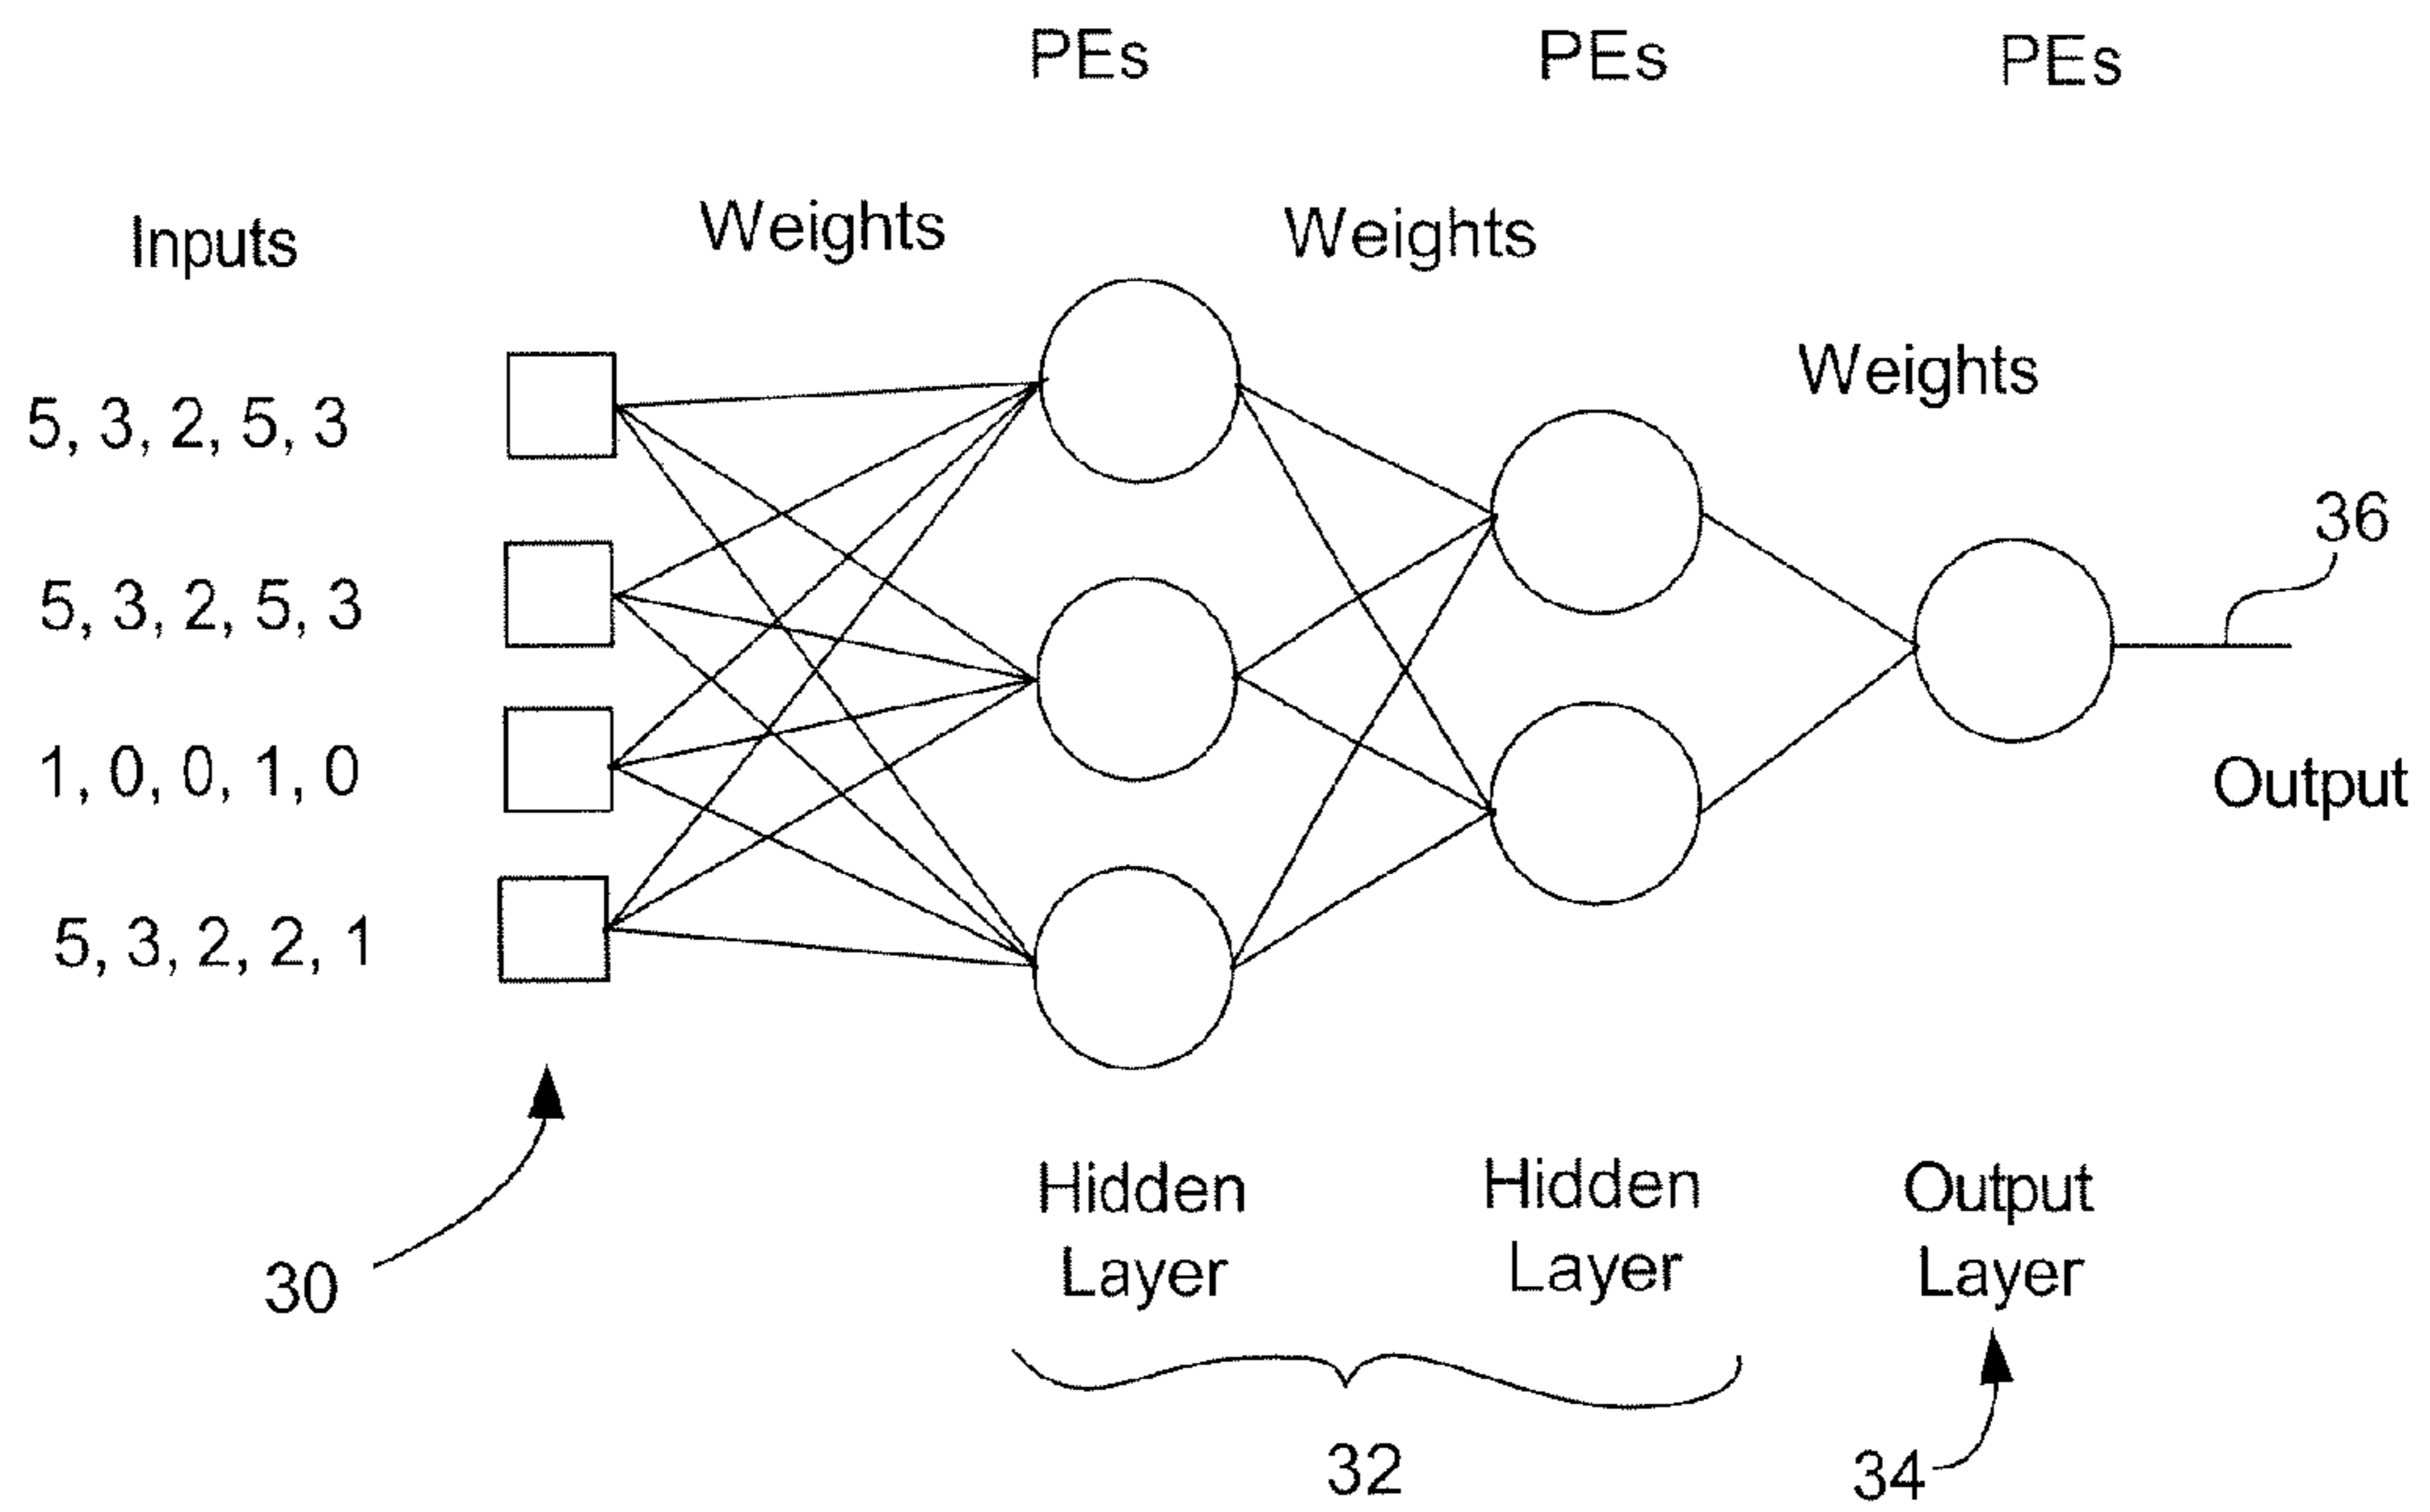 PEs PEs PEs
Inputs Weights Weights
Weights
5, 3, 2, 5, 3
36
5, 3, 2, 5, 3
1, 0, 0, 1, 0
Output
5, 3, 2, 2, 1
Hidden Layer
Hidden Layer
Output Layer
30
32
34